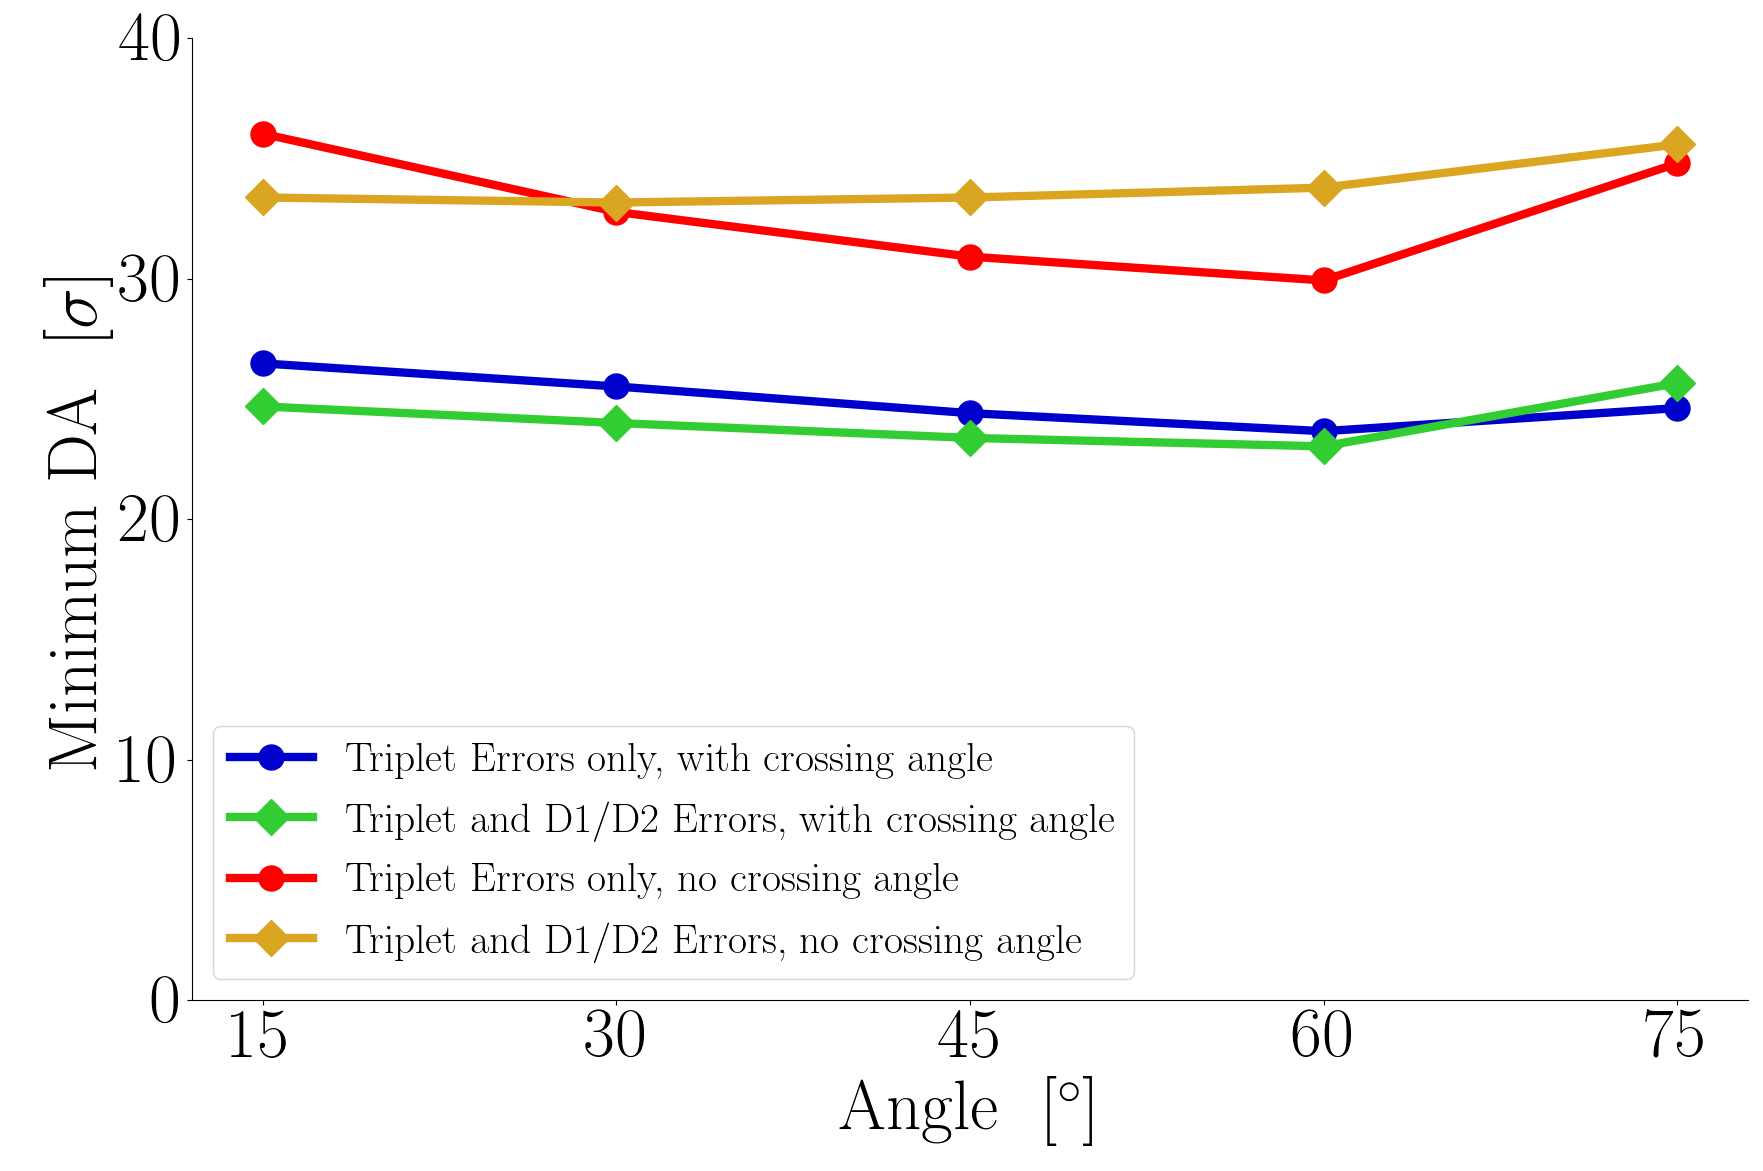 40
30
20
10
0
Minimum DA [σ]
Triplet Errors only, with crossing angle
Triplet and D1/D2 Errors, with crossing angle
Triplet Errors only, no crossing angle
Triplet and D1/D2 Errors, no crossing angle
15 30 45 60 75
Angle [°]